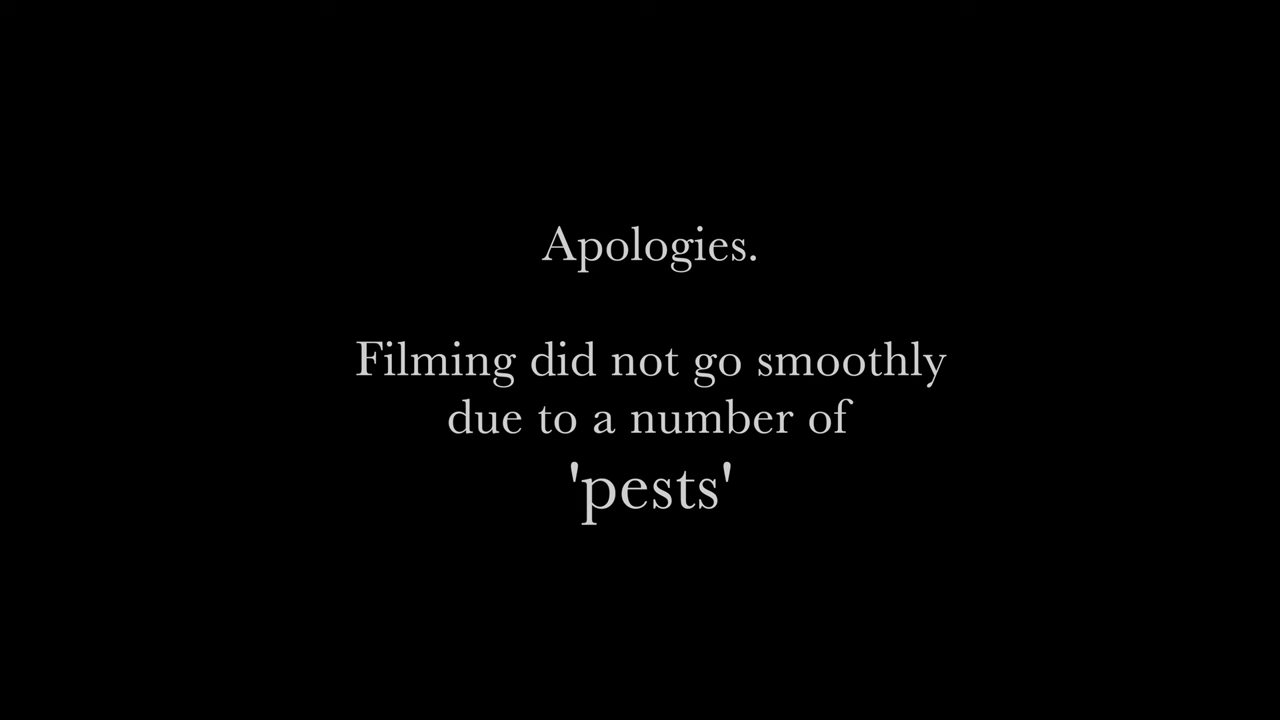 Apologies.
Filming did not go smoothly
due to a number of
'pests'